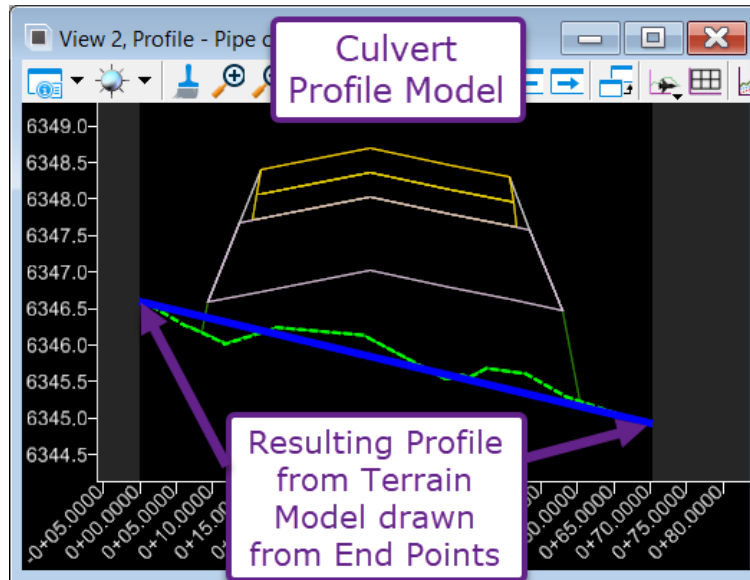 View 2, Profile - Pipe
Culvert
Profile Model
6349.0
6348.5
6348.0
6347.5
6347.0
6346.5
6346.0
6345.5
6345.0
6344.5
Resulting Profile
from Terrain
Model drawn
from End Points
-0+05.0000
0+00.0000
0+05.0000
0+10.0000
0+65.0000
0+70.0000
0+75.0000
0+80.0000